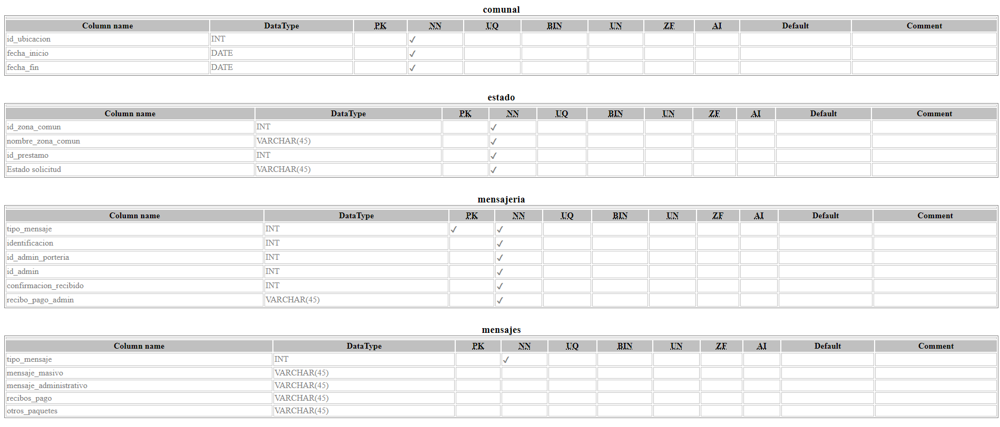 comunal
Column name DataType PK NN UQ BIN UN ZF AI Default Comment
id_ubicacion INT ✓
fecha_inicio DATE ✓
fecha_fin DATE ✓
estado
Column name DataType PK NN UQ BIN UN ZF AI Default Comment
id_zona_comun INT ✓
nombre_zona_comun VARCHAR(45) ✓
id_prestamo INT ✓
Estado solicitud VARCHAR(45) ✓
mensajeria
Column name DataType PK NN UQ BIN UN ZF AI Default Comment
tipo_mensaje INT ✓ ✓
identificacion INT ✓
id_admin_porteria INT ✓
id_admin INT ✓
confirmacion_recibido INT ✓
recibo_pago_admin VARCHAR(45) ✓
mensajes
Column name DataType PK NN UQ BIN UN ZF AI Default Comment
tipo_mensaje INT ✓
mensaje_masivo VARCHAR(45)
mensaje_administrativo VARCHAR(45)
recibos_pago VARCHAR(45)
otros_paquetes VARCHAR(45)